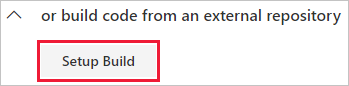 or build code from an external repository
Setup Build